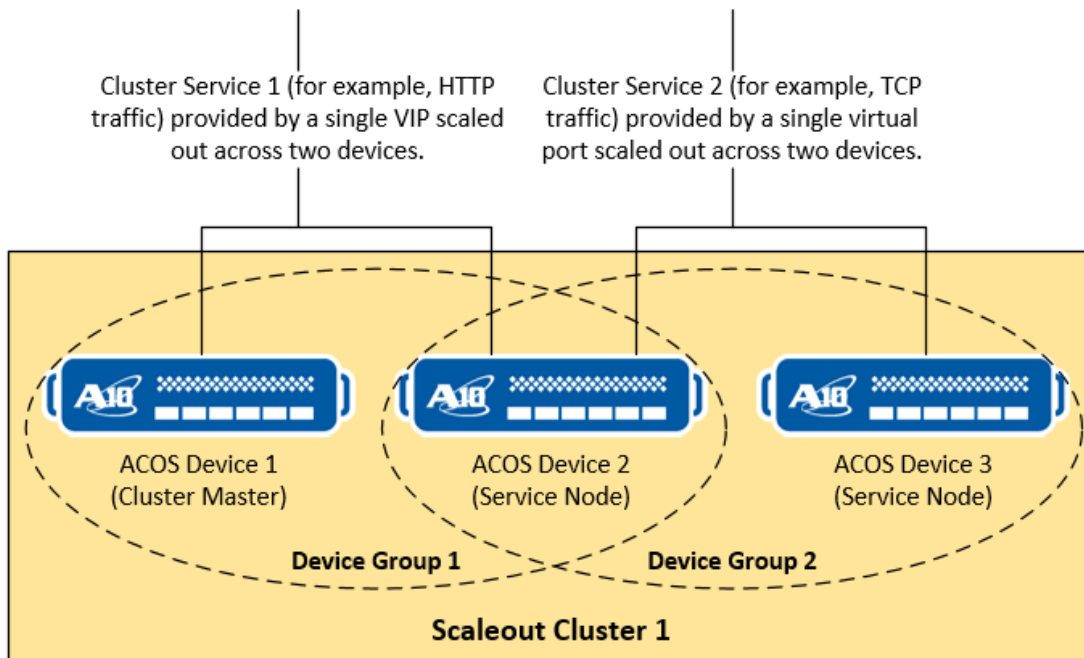 Cluster Service 1 (for example, HTTP
traffic) provided by a single VIP scaled
out across two devices.
Cluster Service 2 (for example, TCP
traffic) provided by a single virtual
port scaled out across two devices.
A10
A10
A10
ACOS Device 1
(Cluster Master)
ACOS Device 2
(Service Node)
ACOS Device 3
(Service Node)
Device Group 1
Device Group 2
Scaleout Cluster 1